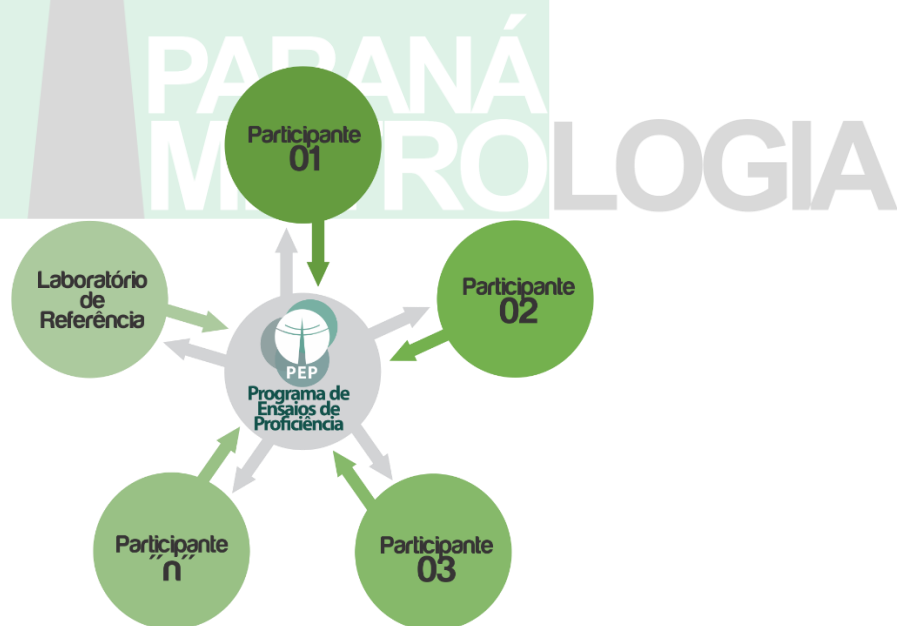 PARANÁ
METROLOGIA
Participante
01
Laboratório
de
Referência
Participante
02
PEP
Programa de
Ensaios de
Proficiência
Participante
˝n˝
Participante
03